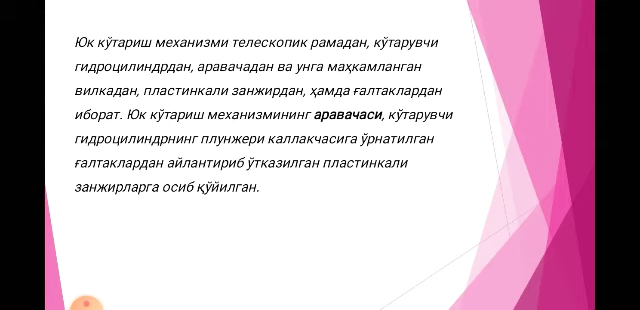 Юк кўтариш механизми телескопик рамадан, кўтарувчи
гидроцилиндрдан, аравачадан ва унга маҳкамланган
вилкадан, пластинкали занжирдан, ҳамда ғалтаклардан
иборат. Юк кўтариш механизмининг аравачаси, кўтарувчи
гидроцилиндрнинг плунжери каллакчасига ўрнатилган
ғалтаклардан айлантириб ўтказилган пластинкали
занжирларга осиб қўйилган.